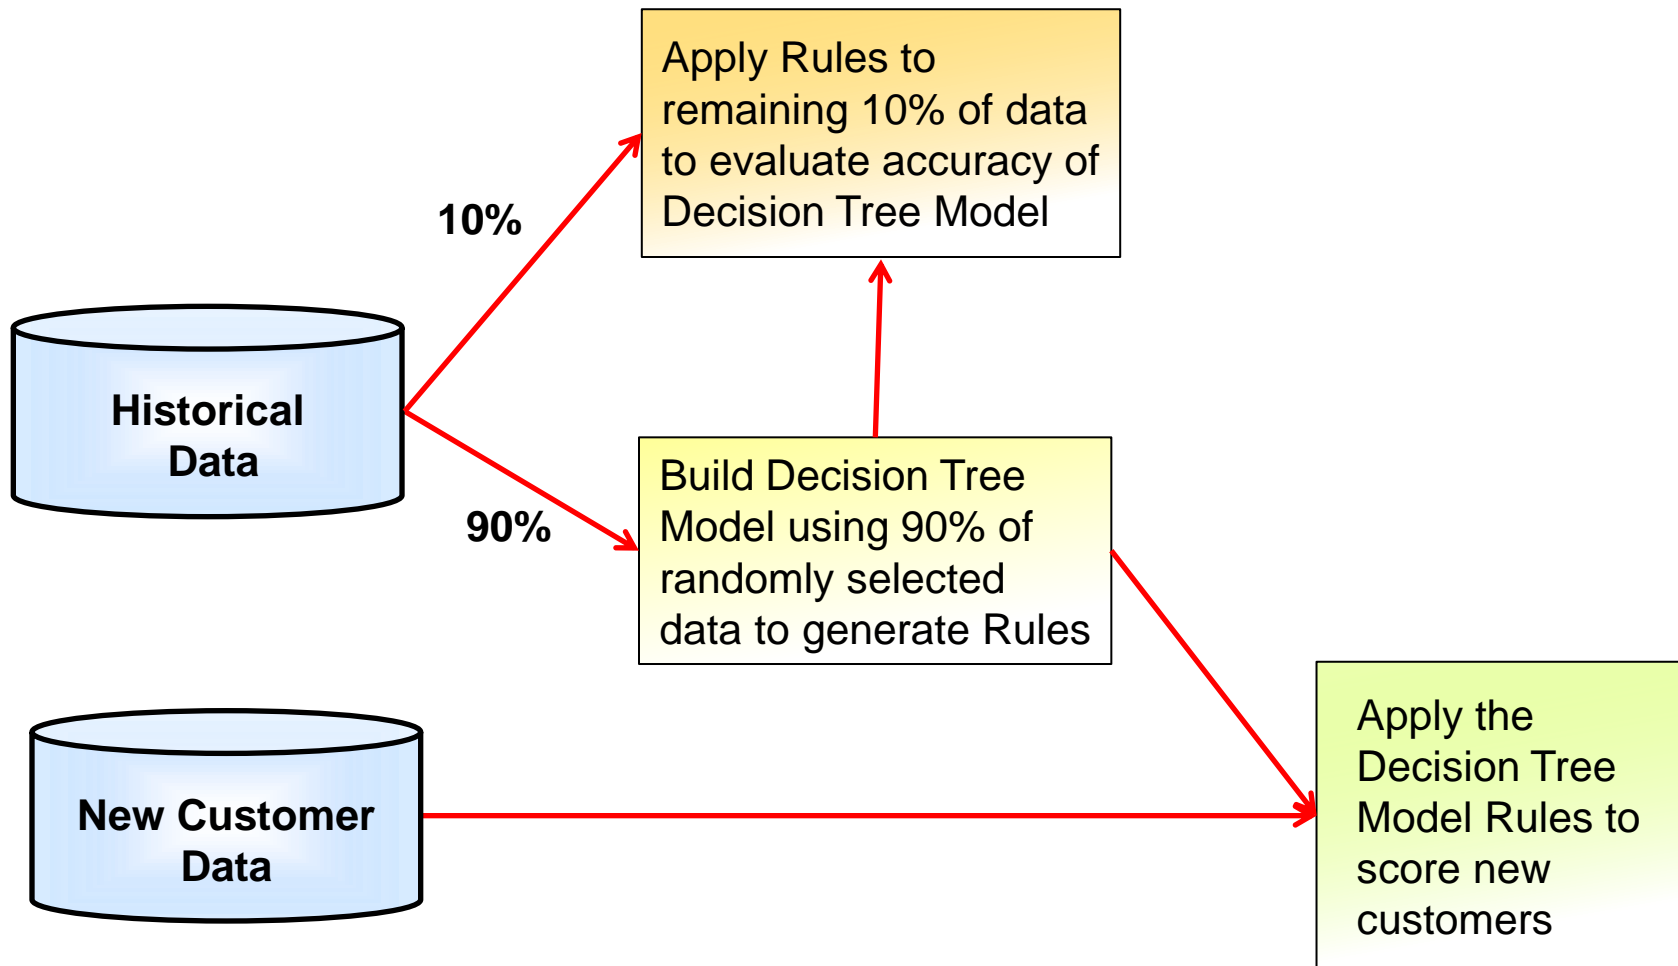 Apply Rules to
remaining 10% of data
to evaluate accuracy of
Decision Tree Model
10%
Historical
Data
90%
Build Decision Tree
Model using 90% of
randomly selected
data to generate Rules
New Customer
Data
Apply the
Decision Tree
Model Rules to
score new
customers